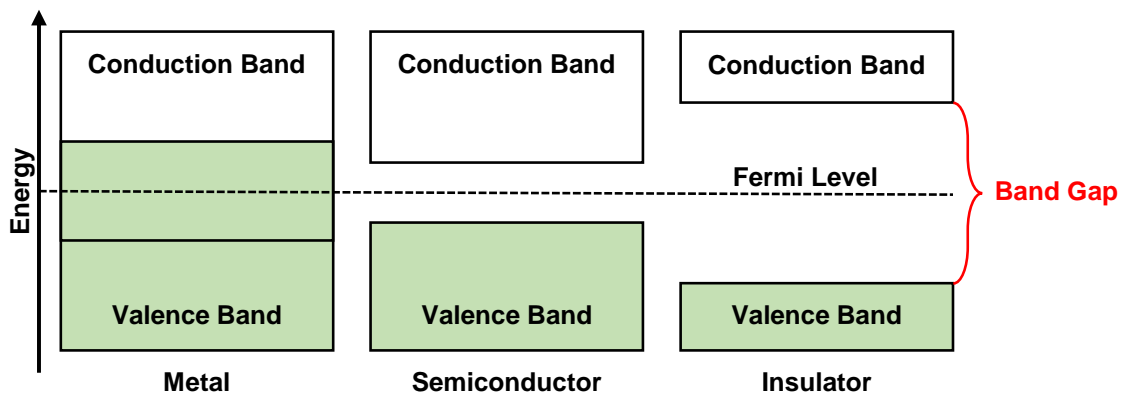 Energy
Conduction Band
Conduction Band
Conduction Band
Fermi Level
Band Gap
Valence Band
Valence Band
Valence Band
Metal
Semiconductor
Insulator